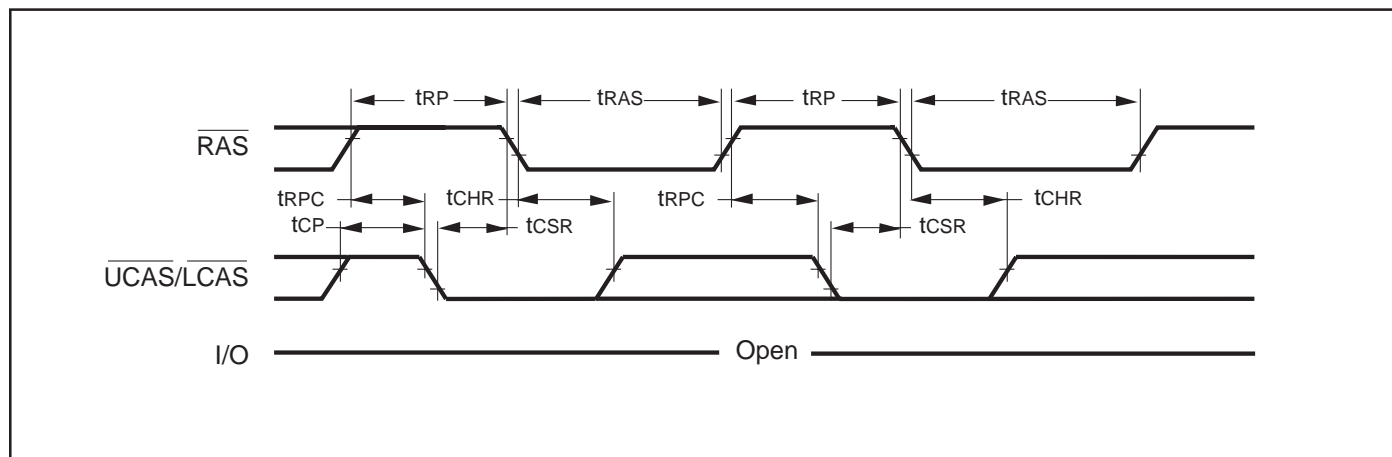 tRP tRAS tRP tRAS
RAS
tRPC tCHR tRPC tCHR
tCP tCSR tCSR
UCAS/LCAS
I/O Open